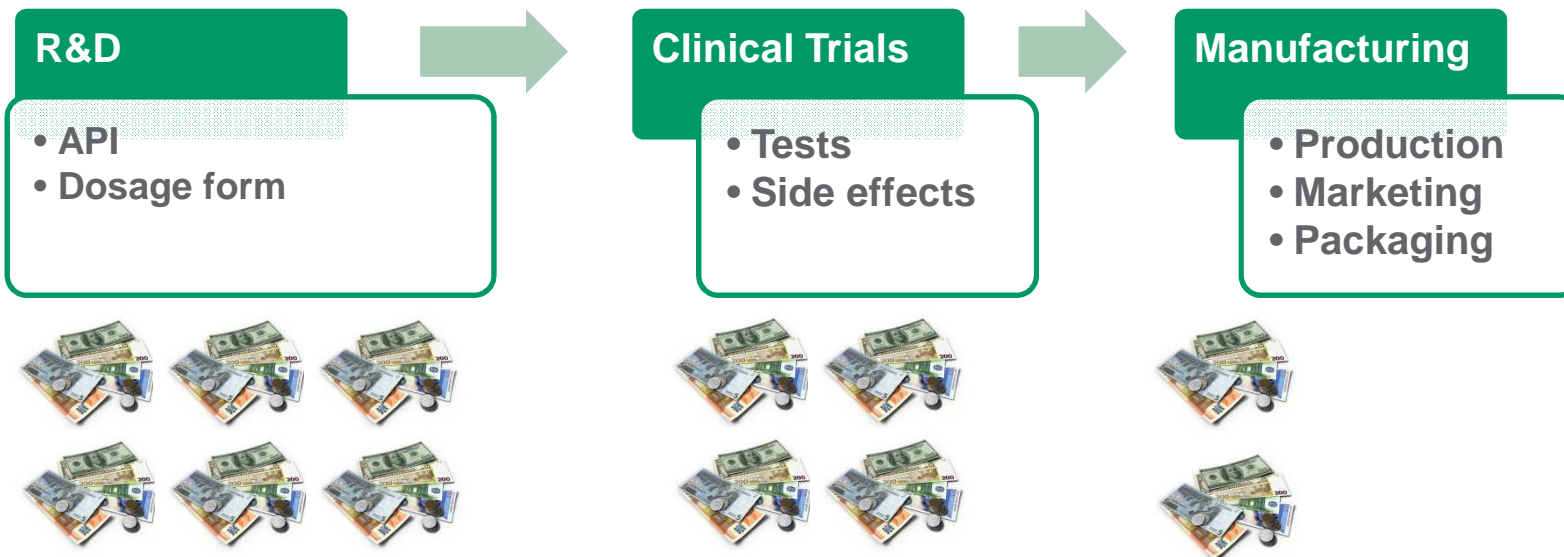 R&D
• API
• Dosage form
Clinical Trials
• Tests
• Side effects
Manufacturing
• Production
• Marketing
• Packaging